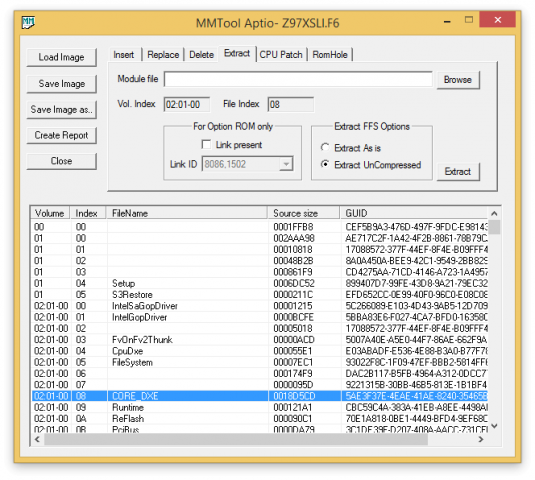 MMTool Aptio- Z97XSLI.F6
Load Image
Save Image
Save Image as..
Create Report
Close
Insert Replace Delete Extract CPU Patch RomHole
Module file Browse
Vol. Index 02:01-00 File Index 08
For Option ROM only
Link present
Link ID 8086,1502
Extract FFS Options
Extract As is
Extract UnCompressed
Extract
Volume Index FileName Source size GUID
00 00 0001FFB8 CEF5B9A3-476D-497F-9FDC-E98143
01 00 002AAA98 AE717C2F-1A42-4F2B-8861-78B79C
01 01 00010818 17088572-377F-44EF-8F4E-B09FFF4
01 02 00048B2B 8A0A450A-BEE9-42C1-9549-2BB829
01 03 000861F9 CD4275AA-71CD-4146-A723-1A4957
01 04 Setup 0006DC52 899407D7-99FE-43D8-9A21-79EC32
01 05 S3Restore 0000211C EFD652CC-0E99-40F0-96C0-E08C08
02:01-00 00 IntelSaGopDriver 00001215 5C266089-E103-4D43-9AB5-12D709
02:01-00 01 IntelGopDriver 0000BCFE 5BBA83E6-F027-4CA7-BFD0-16358C
02:01-00 02 00005018 17088572-377F-44EF-8F4E-B09FFF4
02:01-00 03 FvOnFv2Thunk 00000ACD 5007A40E-A5E0-44F7-86AE-662F9A
02:01-00 04 CpuDxe 000055E1 E03ABADF-E536-4E88-B3A0-B77F78
02:01-00 05 FileSystem 00007EC1 93022F8C-1F09-47EF-BBB2-5814FF6
02:01-00 06 000174F9 DAC2B117-B5FB-4964-A312-0DCC77
02:01-00 07 0000095D 9221315B-30BB-46B5-813E-1B1BF4
02:01-00 08 CORE_DXE 0018D5CD 5AE3F37E-4EAE-41AE-8240-35465B
02:01-00 09 Runtime 000121A1 CBC59C4A-383A-41EB-A8EE-4498A
02:01-00 0A ReFlash 000090C1 70E1A818-0BE1-4449-BFD4-9EF68C
02:01-00 0B PciBus 0000DA79 3C1DE39F-D207-408A-AACC-731CF